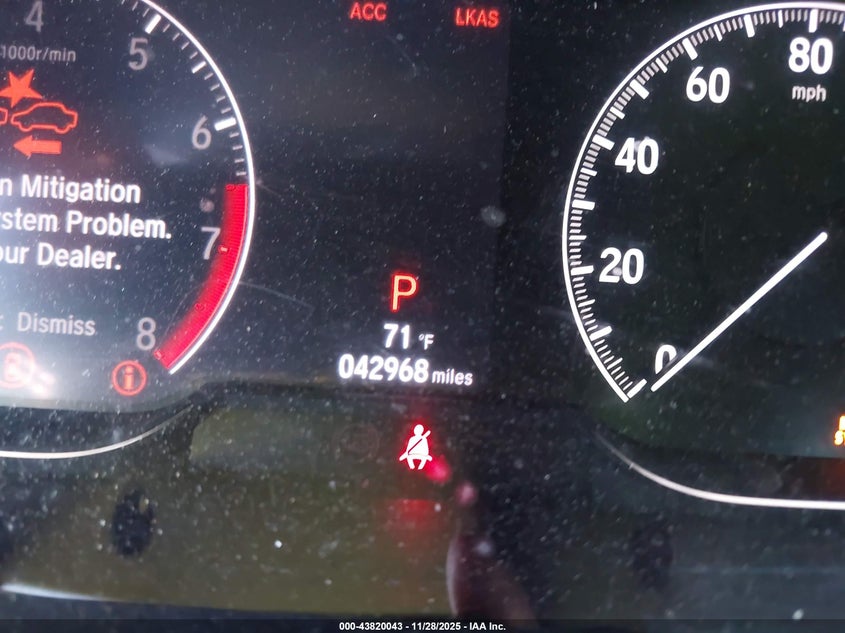 4
5
1000r/min
6
7
8
n Mitigation
stem Problem.
our Dealer.
Dismiss
ACC
LKAS
P
71 °F
042968 miles
0
20
40
60
80
mph
000-43820043 - 11/28/2025 - IAA Inc.